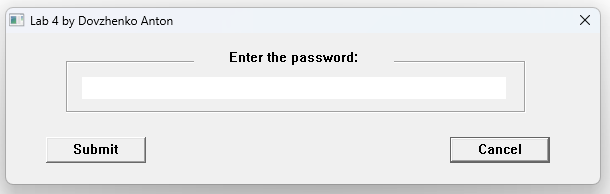 Lab 4 by Dovzhenko Anton
Enter the password:
Submit
Cancel